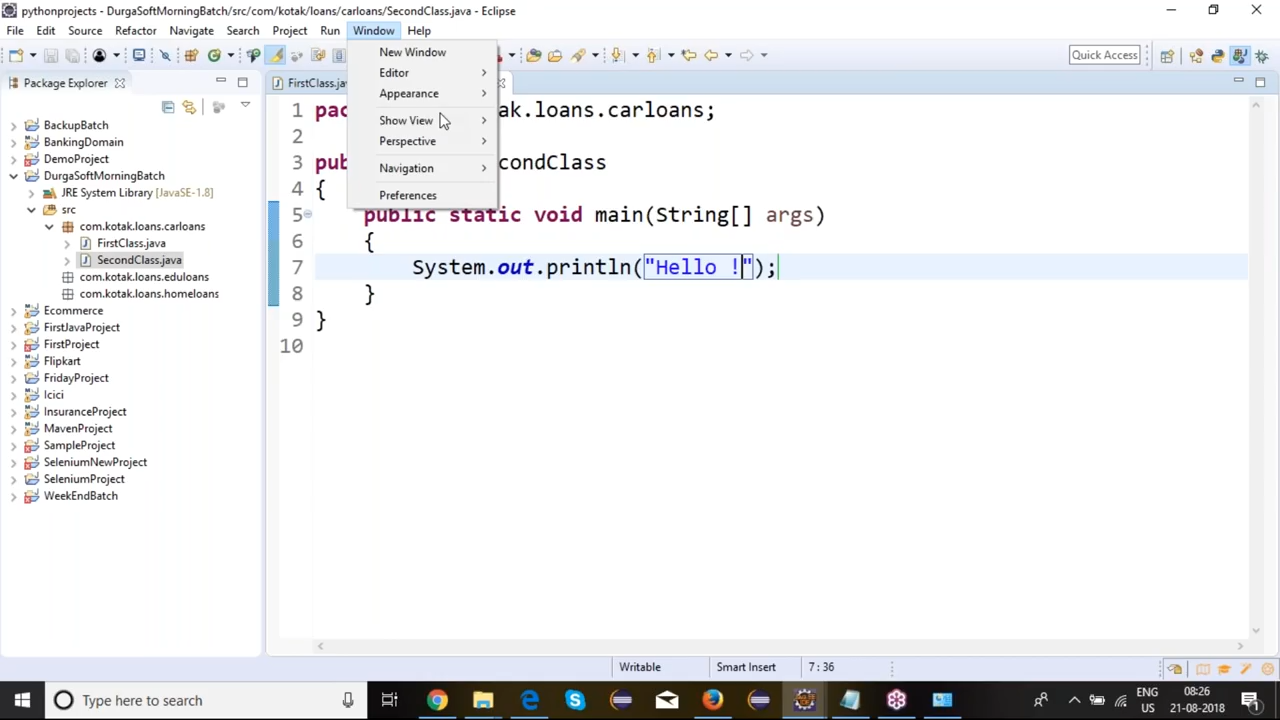 pythonprojects - DurgaSoftMorningBatch/src/com/kotak/loans/carloans/SecondClass.java - Eclipse
File Edit Source Refactor Navigate Search Project Run Window Help
Quick Access
Package Explorer
BackupBatch
BankingDomain
DemoProject
DurgaSoftMorningBatch
JRE System Library [JavaSE-1.8]
src
com.kotak.loans.carloans
FirstClass.java
SecondClass.java
com.kotak.loans.eduloans
com.kotak.loans.homeloans
Ecommerce
FirstJavaProject
FirstProject
Flipkart
FridayProject
Icici
InsuranceProject
MavenProject
SampleProject
SeleniumNewProject
SeleniumProject
WeekEndBatch
New Window
Editor
Appearance
Show View
Perspective
Navigation
Preferences
FirstClass.jav
1 pac ak.loans.carloans;
2
3 pub condClass
4 {
5 public static void main(String[] args)
6 {
7 System.out.println("Hello !");
8 }
9 }
10
Writable Smart Insert 7 : 36
Type here to search
ENG
IN
08:26
21-08-2018
1